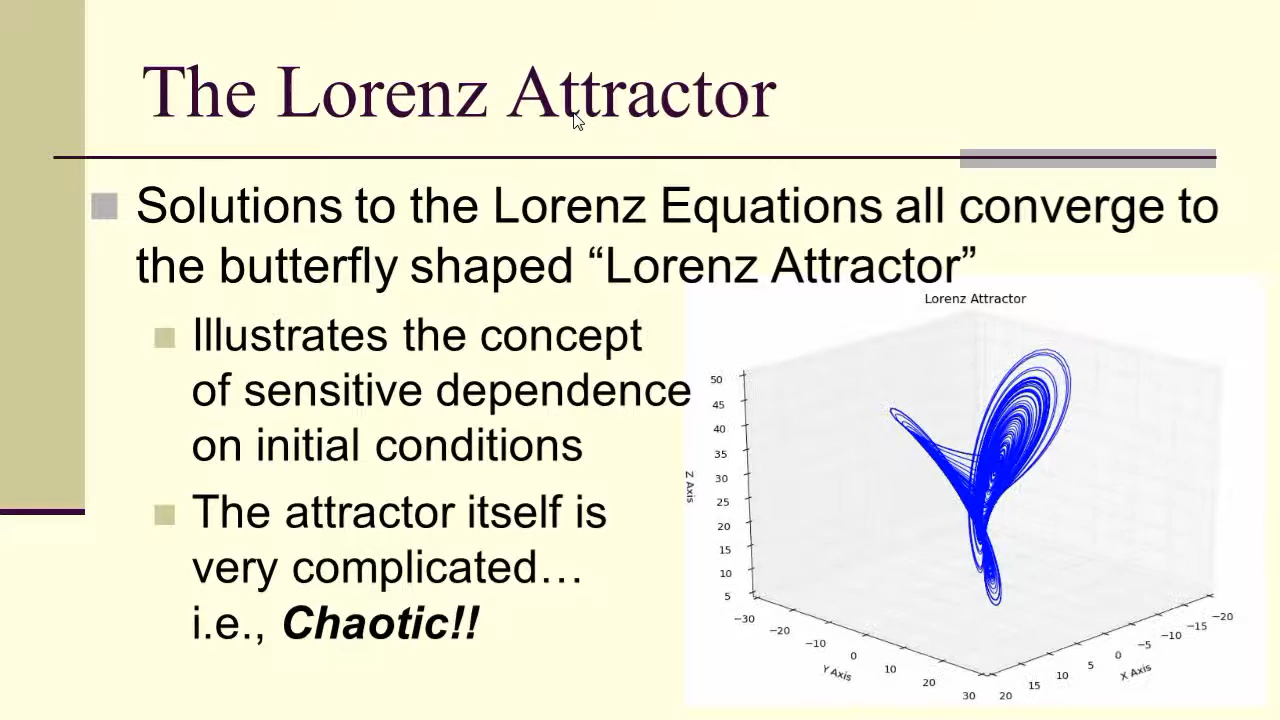 The Lorenz Attractor
Solutions to the Lorenz Equations all converge to
the butterfly shaped “Lorenz Attractor”
Illustrates the concept
of sensitive dependence
on initial conditions
The attractor itself is
very complicated…
i.e., Chaotic!!
Lorenz Attractor
50
45
40
35
30
25
20
15
10
5
Z Axis
−30
−20
−10
0
10
20
30
Y Axis
20
15
10
5
0
−5
−10
−15
−20
X Axis